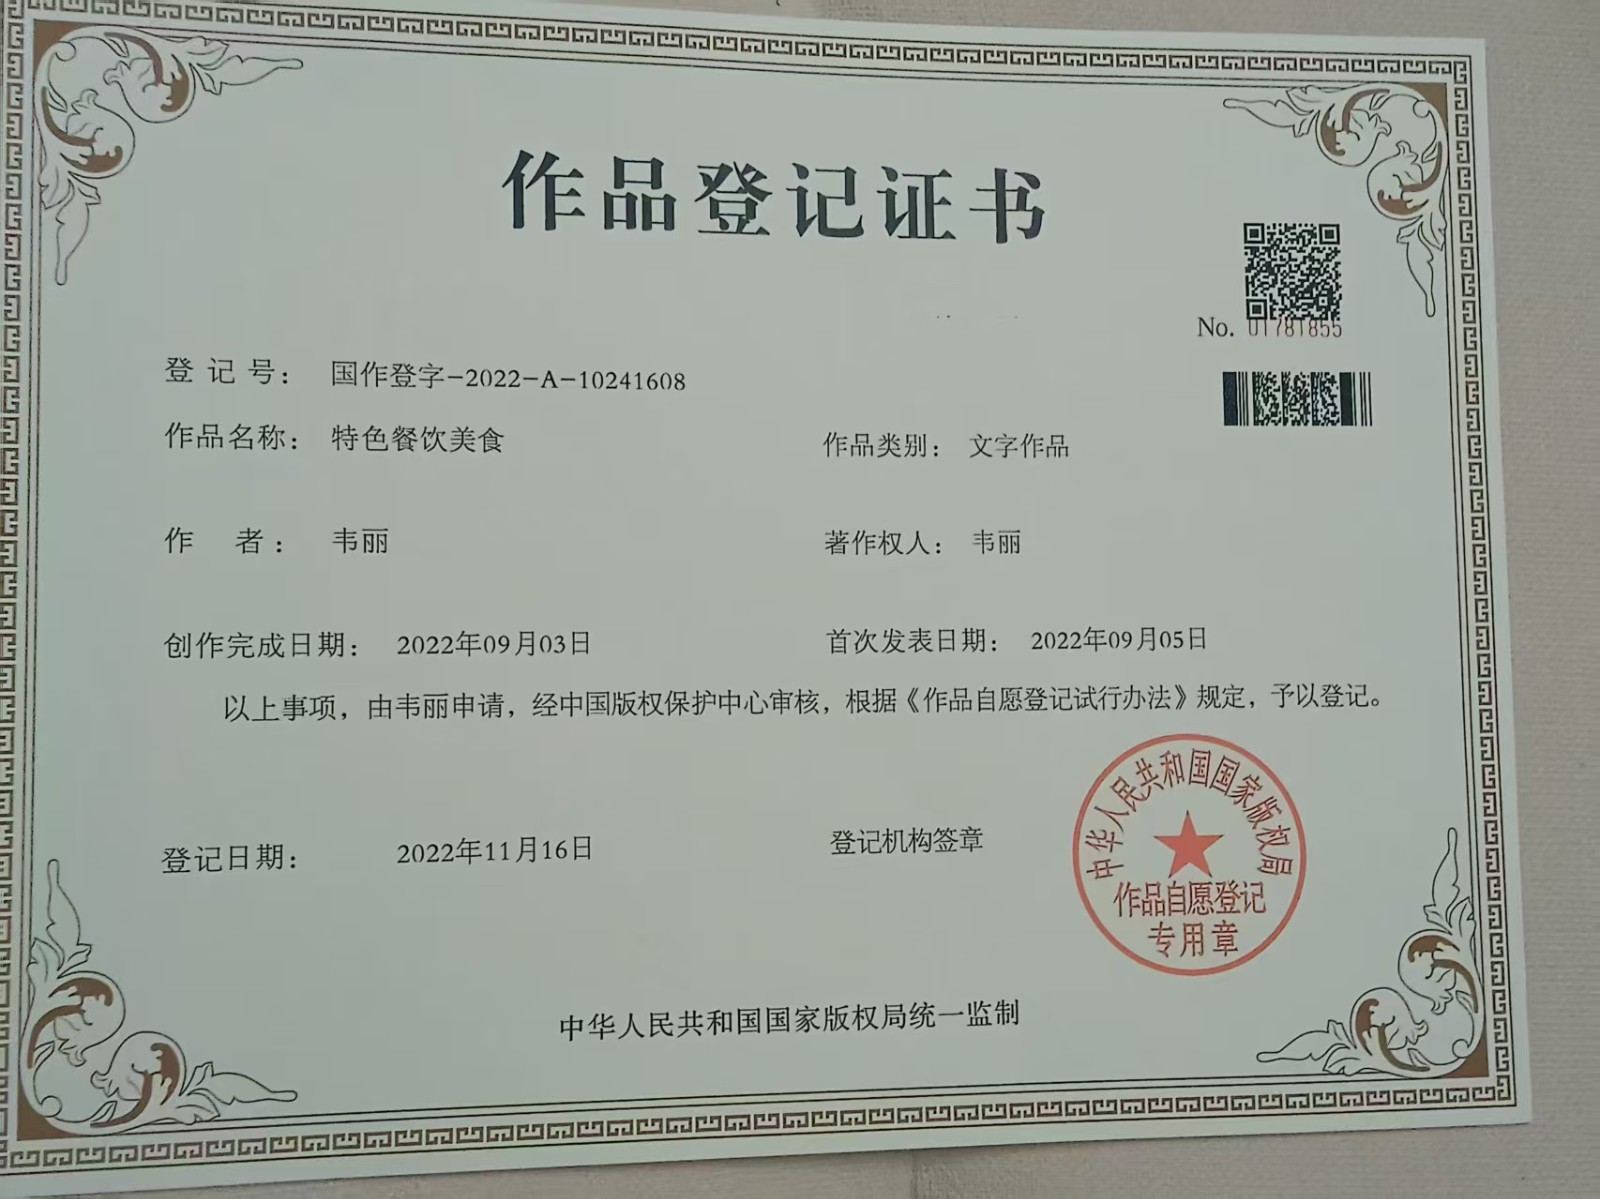 作品登记证书
No. 01781855
登记号： 国作登字-2022-A-10241608
作品名称： 特色餐饮美食
作品类别： 文字作品
作者： 韦丽
著作权人： 韦丽
创作完成日期： 2022年09月03日
首次发表日期： 2022年09月05日
以上事项，由韦丽申请，经中国版权保护中心审核，根据《作品自愿登记试行办法》规定，予以登记。
登记日期： 2022年11月16日
登记机构签章
中华人民共和国国家版权局
作品自愿登记
专用章
中华人民共和国国家版权局统一监制